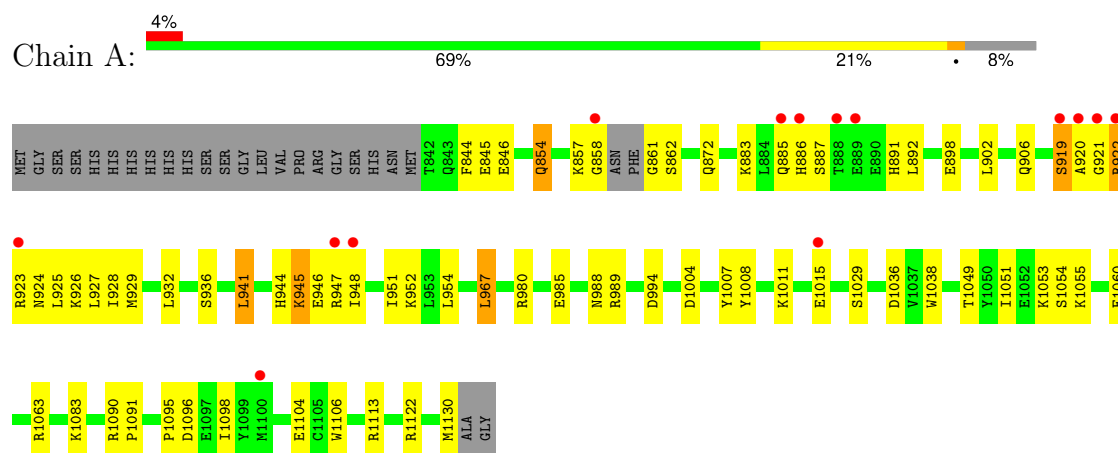 4%
Chain A:
69% 21% • 8%
MET GLY SER SER HIS HIS HIS HIS HIS HIS SER SER GLY LEU VAL PRO ARG GLY SER HIS ASN MET T842 Q843 F844 E845 E846 Q854 K857 G858 ASN PHE G861 S862 Q872 K883 L884 Q885 H886 S887 T888 E889 E890 H891 L892 E898 L902 Q906 S919 A920 G921
R923 N924 L925 K926 L927 I928 M929 L932 S936 L941 H944 K945 E946 R947 I948 I951 K952 L953 L954 L967 R980 E985 N988 R989 D994 D1004 Y1007 Y1008 K1011 E1015 S1029 D1036 V1037 W1038 T1049 Y1050 I1051 E1052 K1053 S1054 K1055
R1063 K1083 R1090 P1091 P1095 D1096 E1097 I1098 Y1099 M1100 E1104 C1105 W1106 R1113 R1122 M1130 ALA GLY